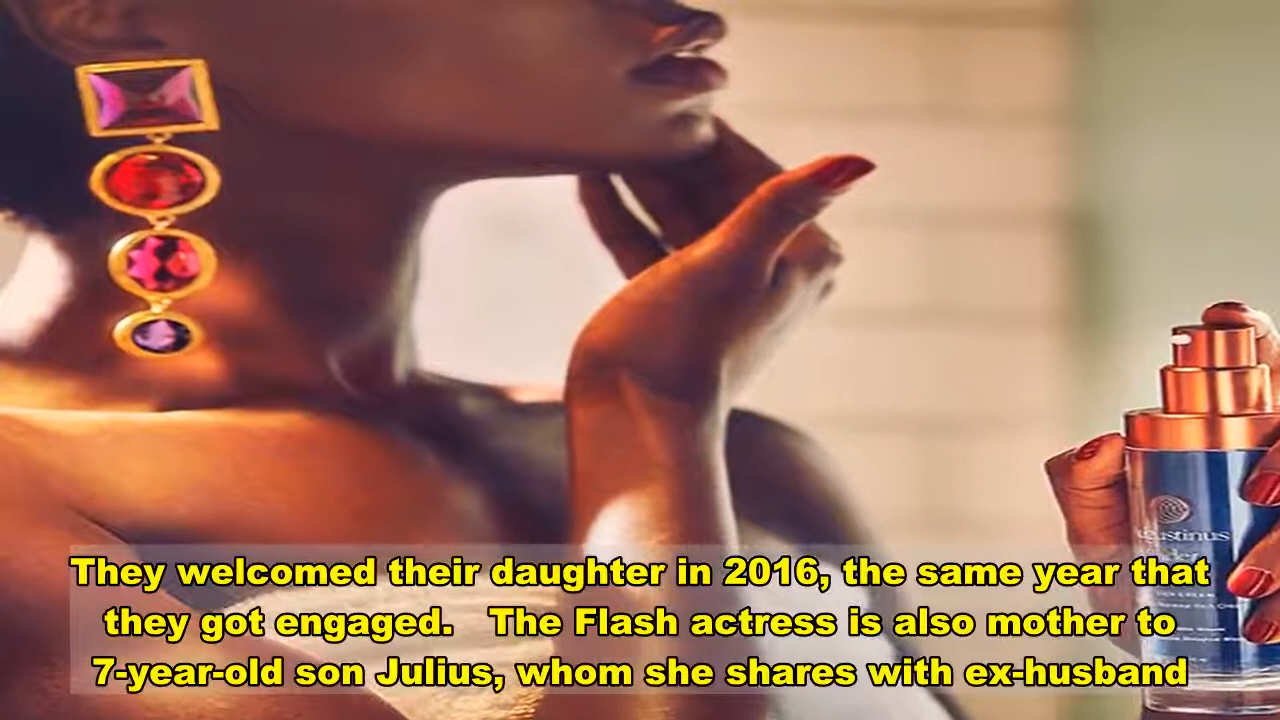 They welcomed their daughter in 2016, the same year that
they got engaged. The Flash actress is also mother to
7-year-old son Julius, whom she shares with ex-husband